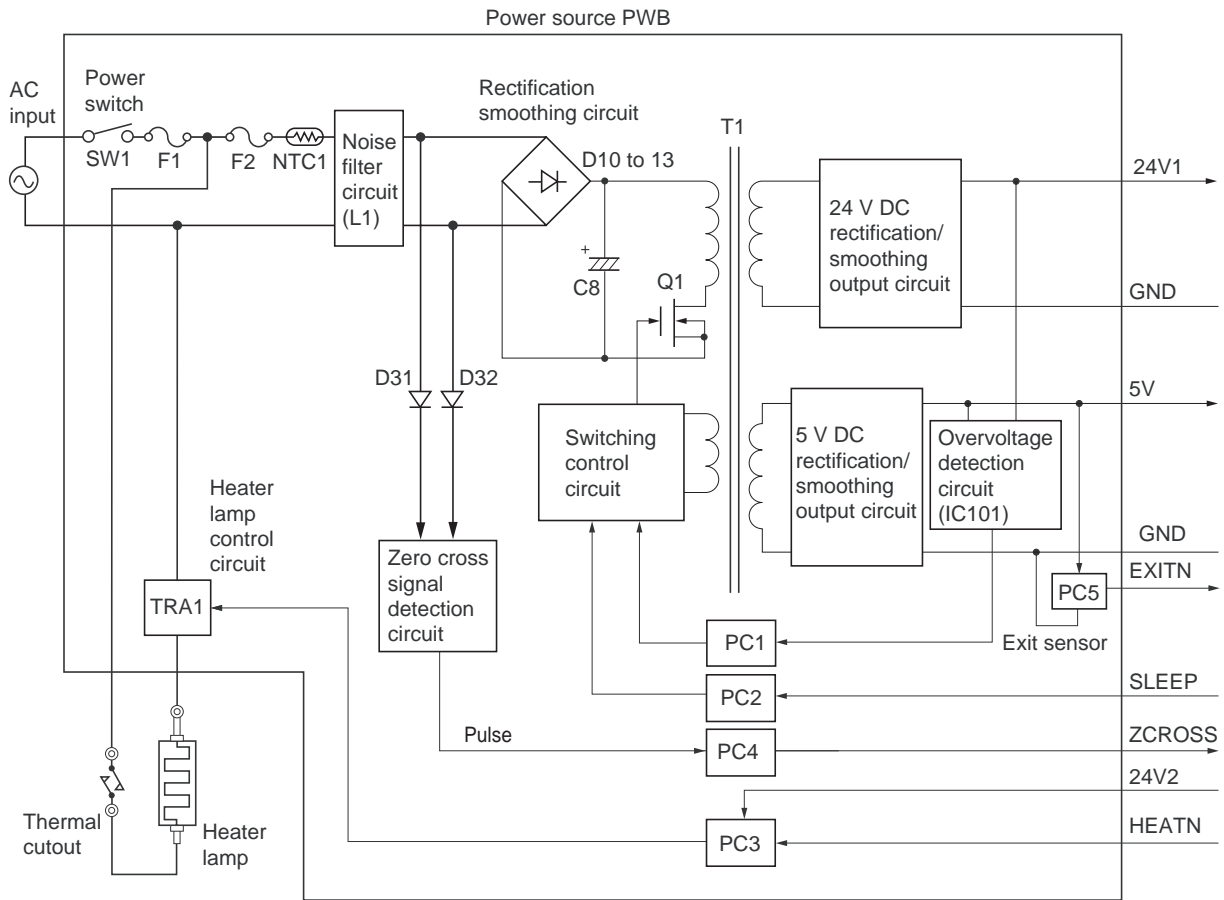 Power source PWB
AC
input
Power
switch
SW1
F1
F2
NTC1
Noise
filter
circuit
(L1)
Rectification
smoothing circuit
D10 to 13
+
C8
Q1
T1
24 V DC
rectification/
smoothing
output circuit
24V1
GND
D31
D32
Switching
control
circuit
5 V DC
rectification/
smoothing
output circuit
5V
Overvoltage
detection
circuit
(IC101)
GND
EXITN
PC5
Exit sensor
Heater
lamp
control
circuit
TRA1
Zero cross
signal
detection
circuit
PC1
PC2
SLEEP
Pulse
PC4
ZCROSS
24V2
PC3
HEATN
Thermal
cutout
Heater
lamp